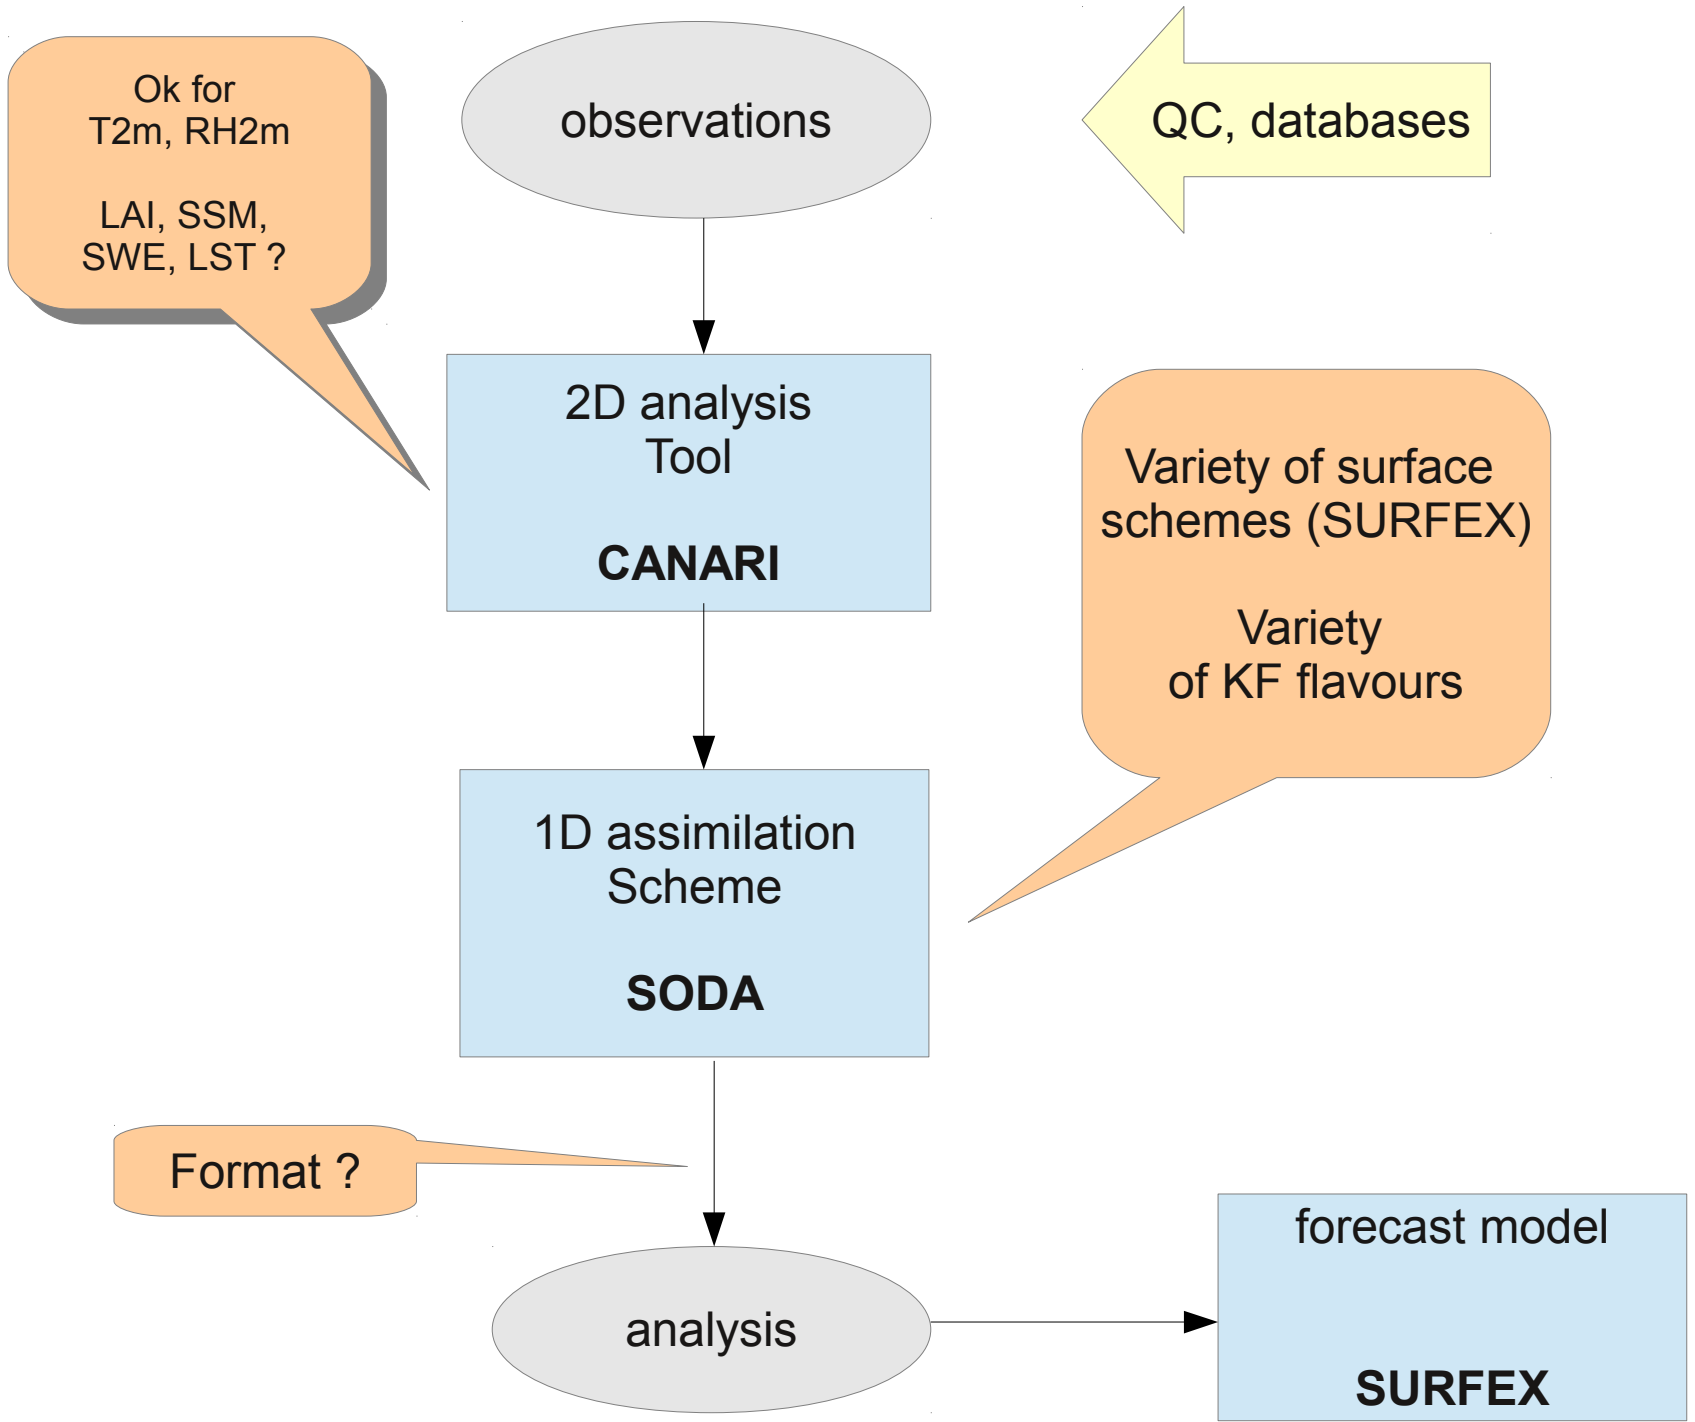 Ok for
T2m, RH2m
LAI, SSM,
SWE, LST ?
observations
QC, databases
2D analysis
Tool
CANARI
Variety of surface
schemes (SURFEX)
Variety
of KF flavours
1D assimilation
Scheme
SODA
Format ?
analysis
forecast model
SURFEX